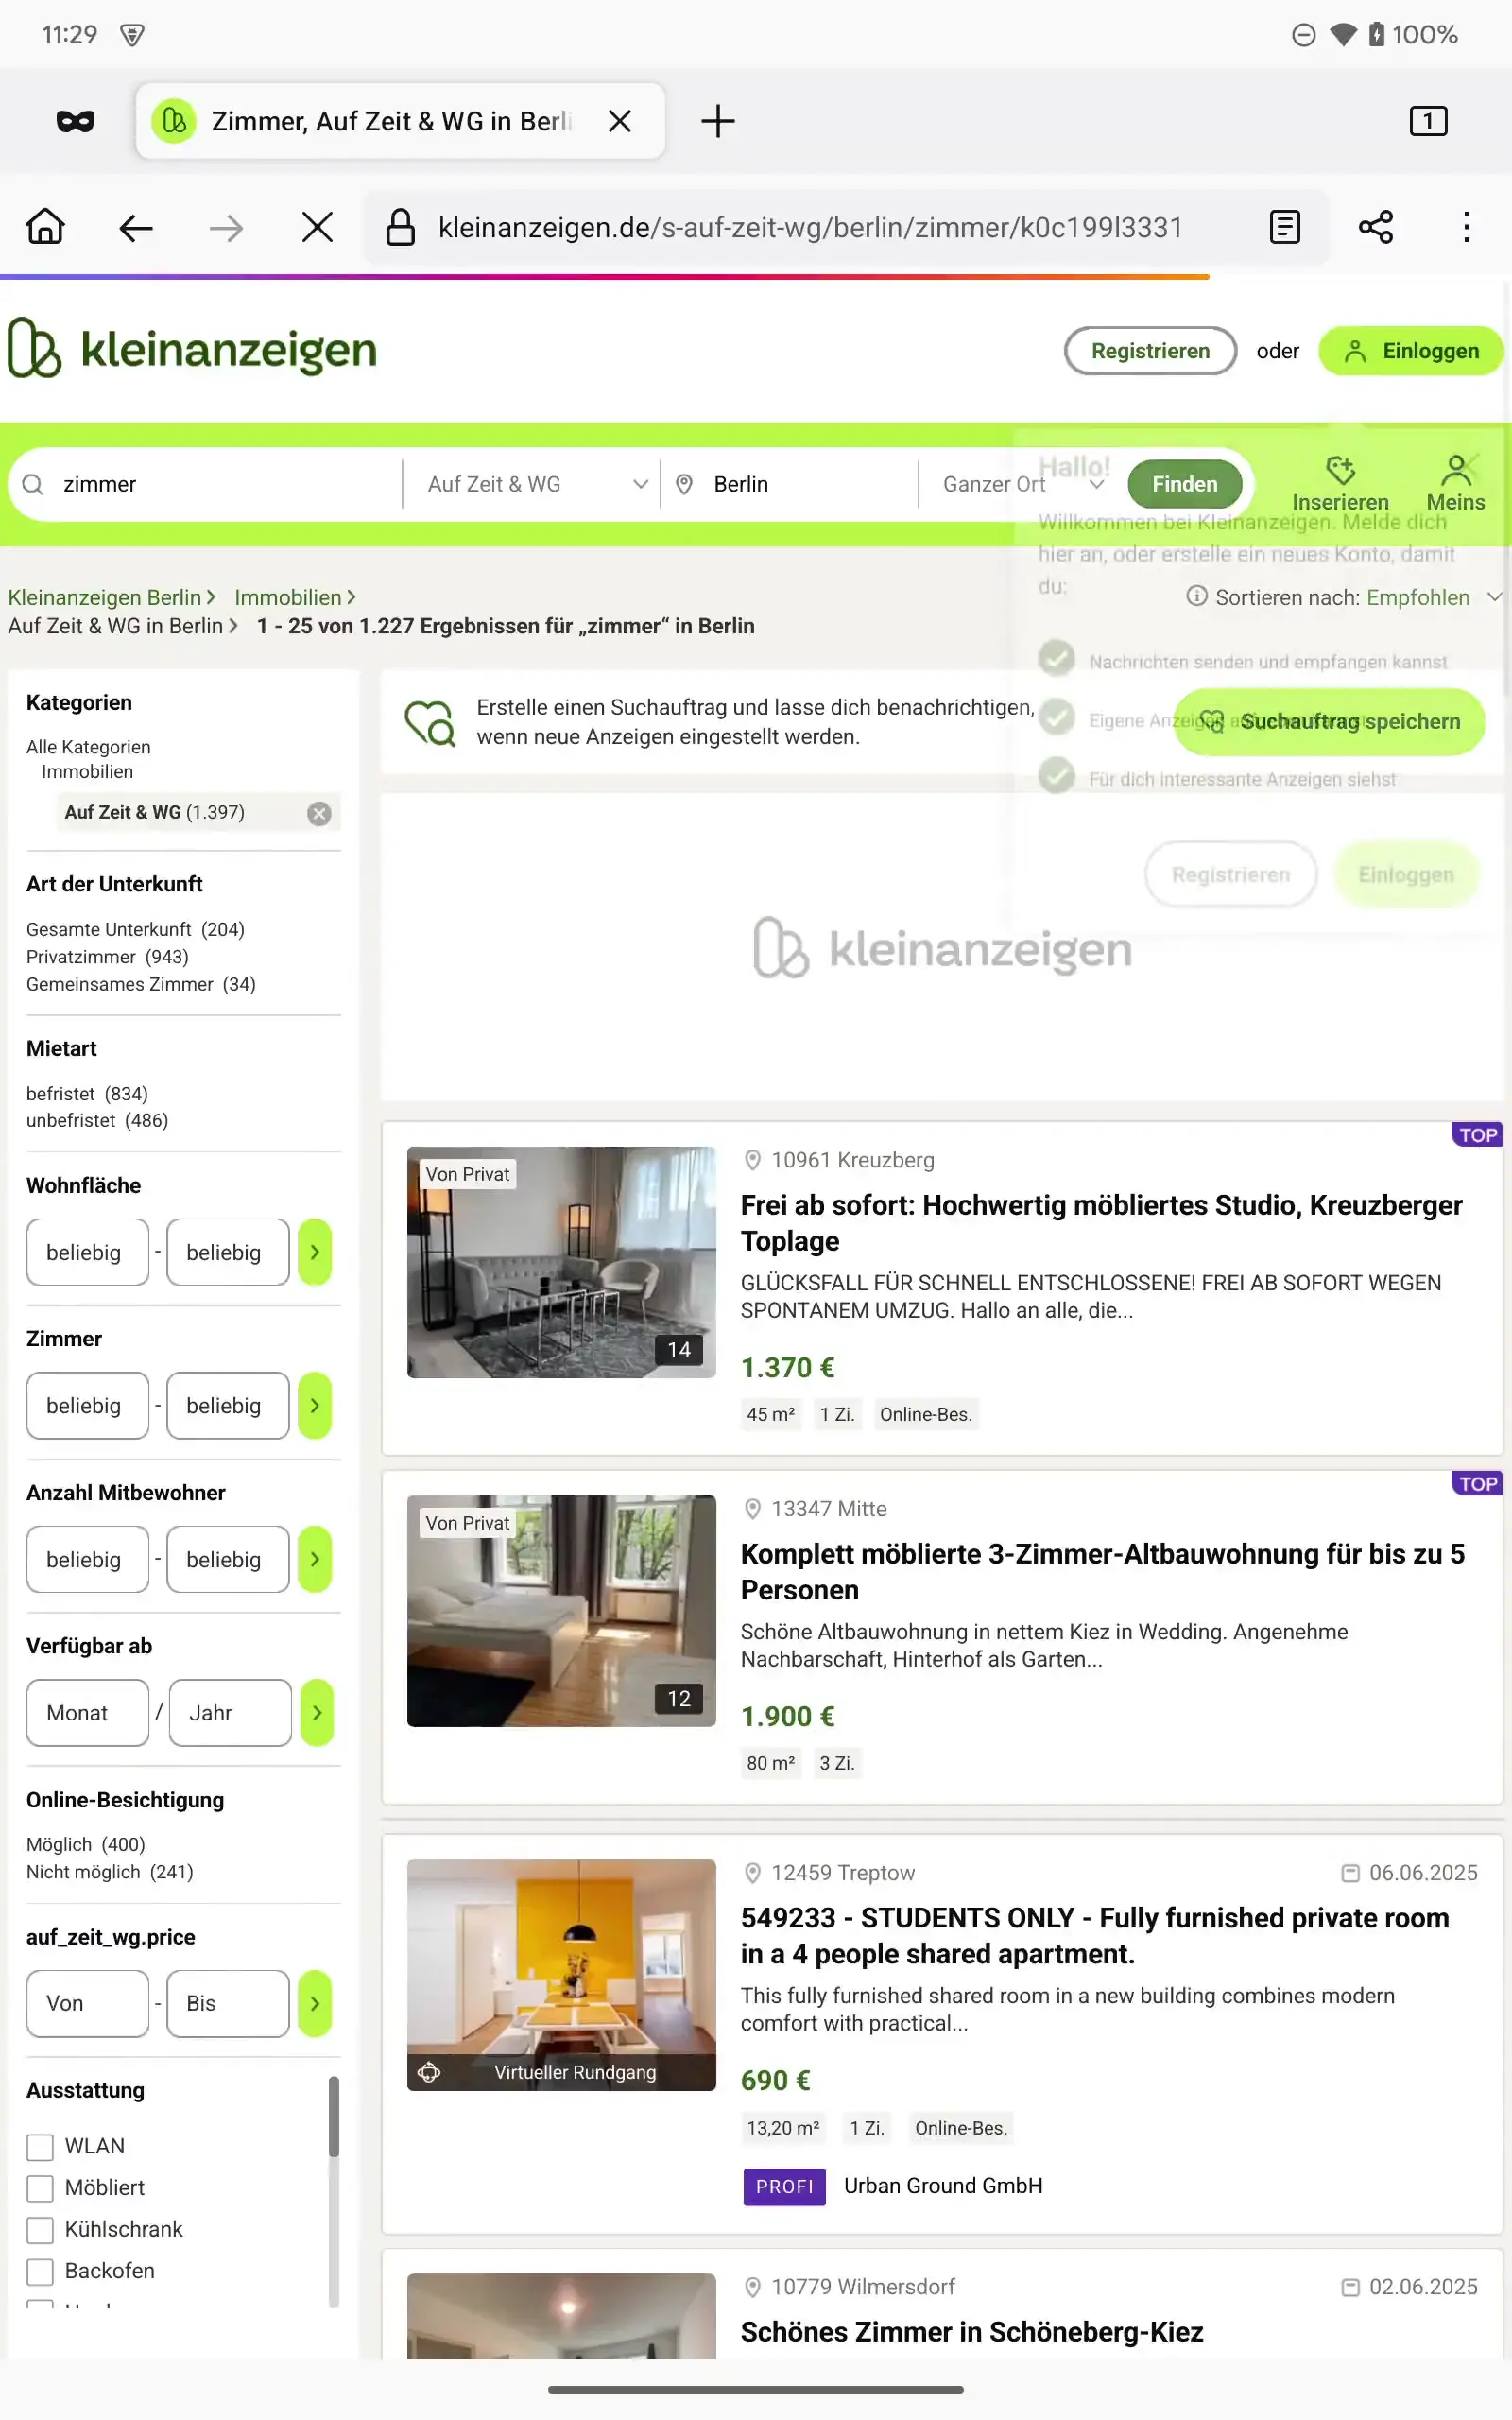 11:29
100%
Zimmer, Auf Zeit & WG in Berli
1
kleinanzeigen.de/s-auf-zeit-wg/berlin/zimmer/k0c199l3331
kleinanzeigen
Registrieren oder Einloggen
zimmer
Auf Zeit & WG
Berlin
Ganzer Ort
Finden
Inserieren
Meins
Hallo!
Willkommen bei Kleinanzeigen. Melde dich
hier an, oder erstelle ein neues Konto, damit
du:
Nachrichten senden und empfangen kannst
Eigene
Für dich interessante Anzeigen siehst
Registrieren
Einloggen
Kleinanzeigen Berlin
Immobilien
Auf Zeit & WG in Berlin
1 - 25 von 1.227 Ergebnissen für „zimmer“ in Berlin
Sortieren nach: Empfohlen
Kategorien
Alle Kategorien
Immobilien
Auf Zeit & WG (1.397)
Art der Unterkunft
Gesamte Unterkunft (204)
Privatzimmer (943)
Gemeinsames Zimmer (34)
Mietart
befristet (834)
unbefristet (486)
Wohnfläche
beliebig - beliebig
Zimmer
beliebig - beliebig
Anzahl Mitbewohner
beliebig - beliebig
Verfügbar ab
Monat / Jahr
Online-Besichtigung
Möglich (400)
Nicht möglich (241)
auf_zeit_wg.price
Von - Bis
Ausstattung
WLAN
Möbliert
Kühlschrank
Backofen
Erstelle einen Suchauftrag und lasse dich benachrichtigen,
wenn neue Anzeigen eingestellt werden.
Suchauftrag speichern
kleinanzeigen
TOP
Von Privat
14
10961 Kreuzberg
Frei ab sofort: Hochwertig möbliertes Studio, Kreuzberger
Toplage
GLÜCKSFALL FÜR SCHNELL ENTSCHLOSSENE! FREI AB SOFORT WEGEN
SPONTANEM UMZUG. Hallo an alle, die...
1.370 €
45 m² 1 Zi. Online-Bes.
TOP
Von Privat
12
13347 Mitte
Komplett möblierte 3-Zimmer-Altbauwohnung für bis zu 5
Personen
Schöne Altbauwohnung in nettem Kiez in Wedding. Angenehme
Nachbarschaft, Hinterhof als Garten...
1.900 €
80 m² 3 Zi.
Virtueller Rundgang
12459 Treptow
06.06.2025
549233 - STUDENTS ONLY - Fully furnished private room
in a 4 people shared apartment.
This fully furnished shared room in a new building combines modern
comfort with practical...
690 €
13,20 m² 1 Zi. Online-Bes.
PROFI Urban Ground GmbH
10779 Wilmersdorf
02.06.2025
Schönes Zimmer in Schöneberg-Kiez